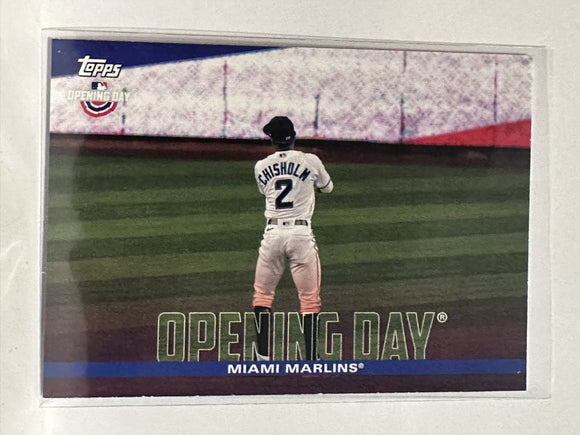 Topps
OPENING DAY
CHISHOLM
2
OPENING DAY®
MIAMI MARLINS®